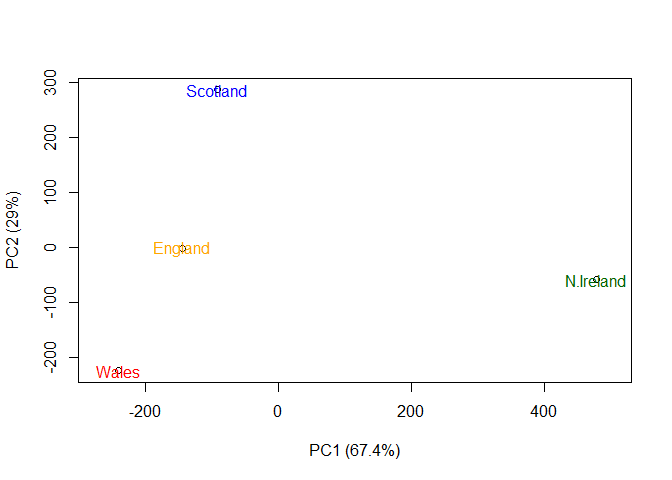 300
200
100
0
-100
-200
PC2 (29%)
Scotland
England
N.Ireland
Wales
-200 0 200 400
PC1 (67.4%)